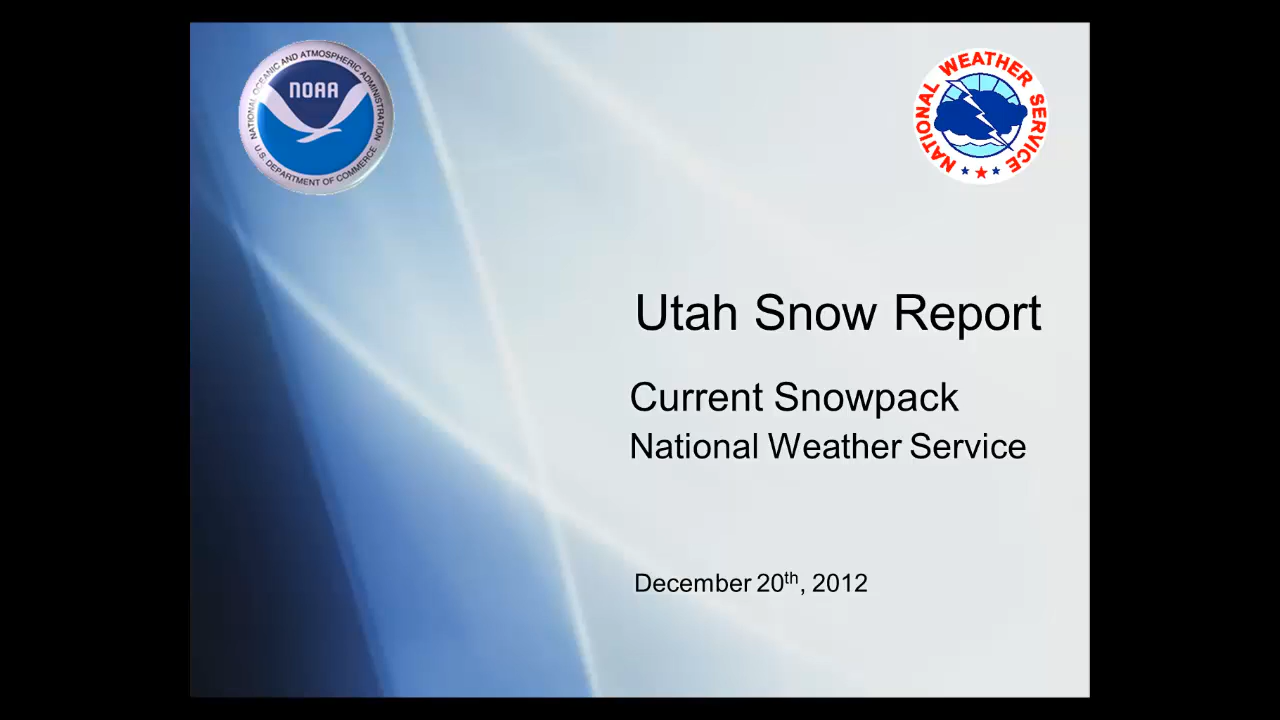 NATIONAL OCEANIC AND ATMOSPHERIC ADMINISTRATION
NOAA
U.S. DEPARTMENT OF COMMERCE
NATIONAL WEATHER SERVICE
Utah Snow Report
Current Snowpack
National Weather Service
December 20th, 2012